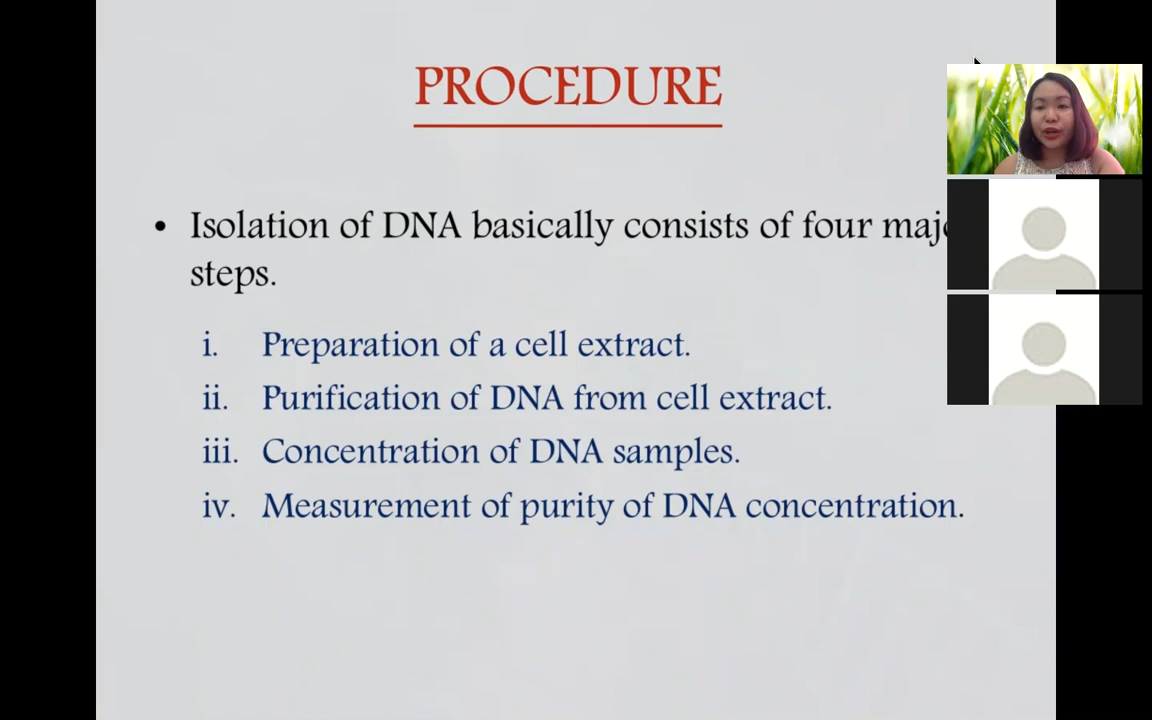 PROCEDURE
• Isolation of DNA basically consists of four
steps.
i. Preparation of a cell extract.
ii. Purification of DNA from cell extract.
iii. Concentration of DNA samples.
iv. Measurement of purity of DNA concentration.